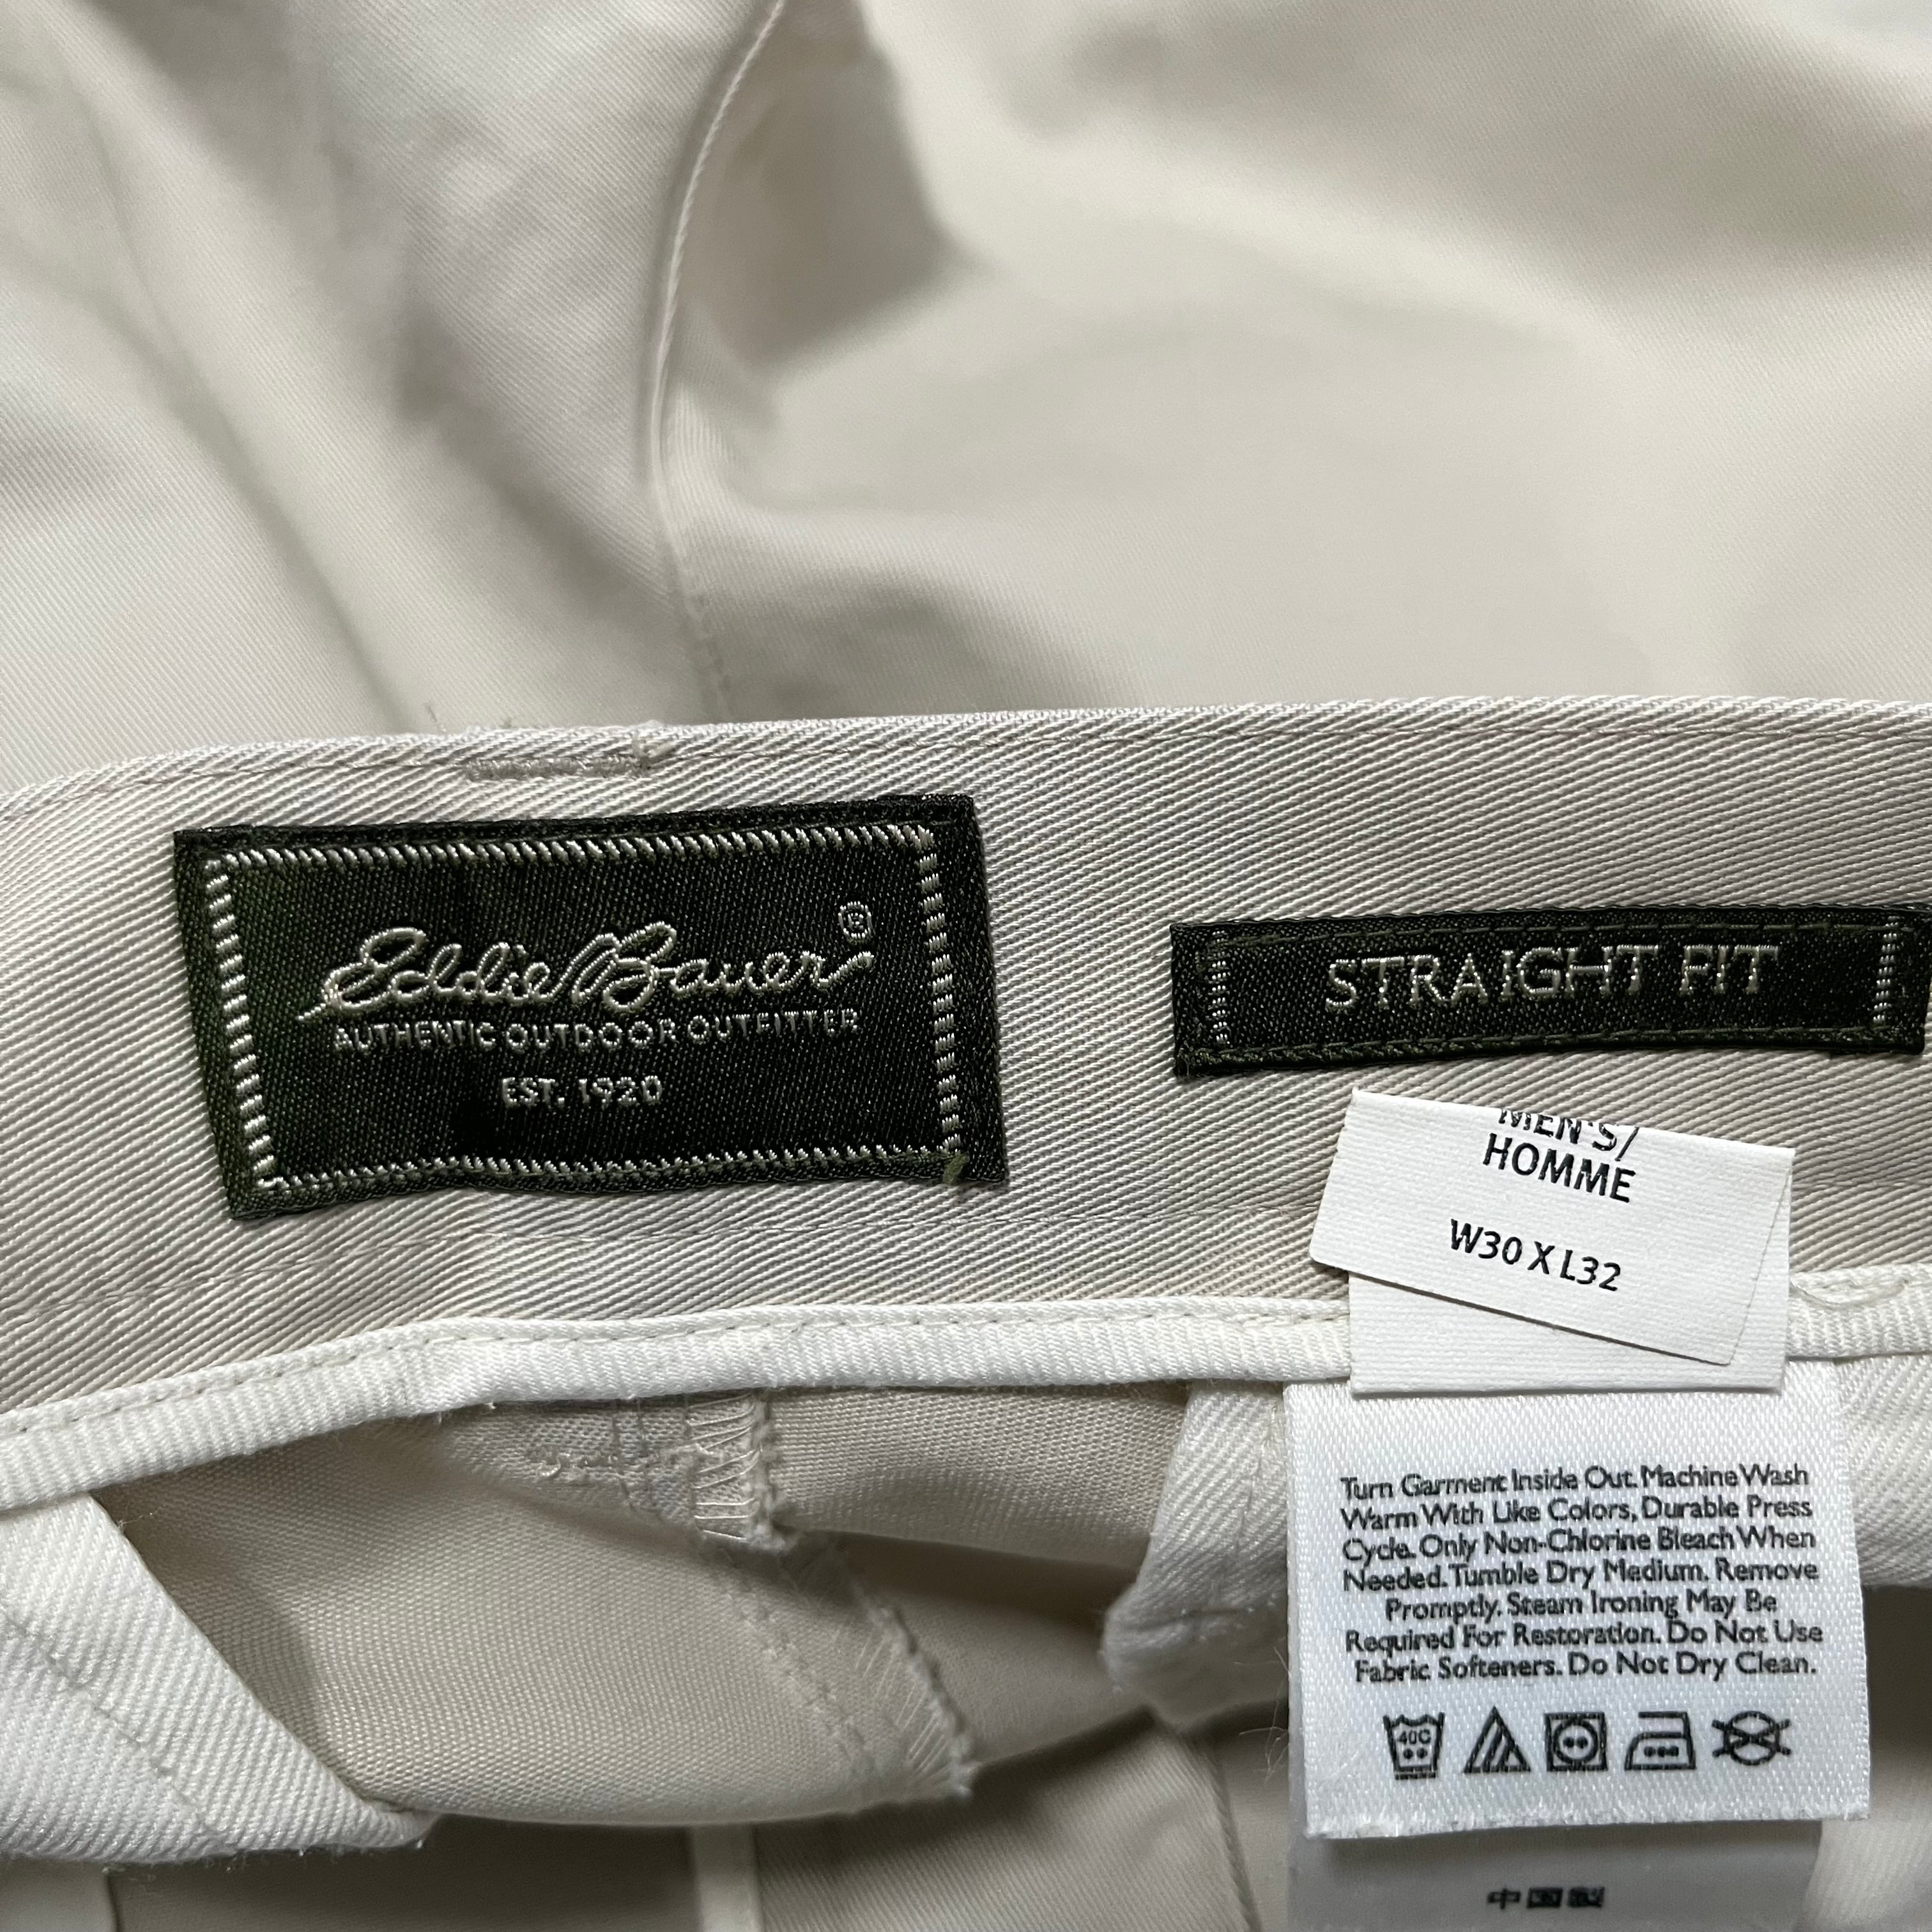 Eddie Bauer®
AUTHENTIC OUTDOOR OUTFITTER
EST. 1920
STRAIGHT FIT
MEN'S/
HOMME
W30 X L32
Turn Garment Inside Out. Machine Wash
Warm With Like Colors, Durable Press
Cycle. Only Non-Chlorine Bleach When
Needed. Tumble Dry Medium. Remove
Promptly. Steam Ironing May Be
Required For Restoration. Do Not Use
Fabric Softeners. Do Not Dry Clean.
40C
中国製